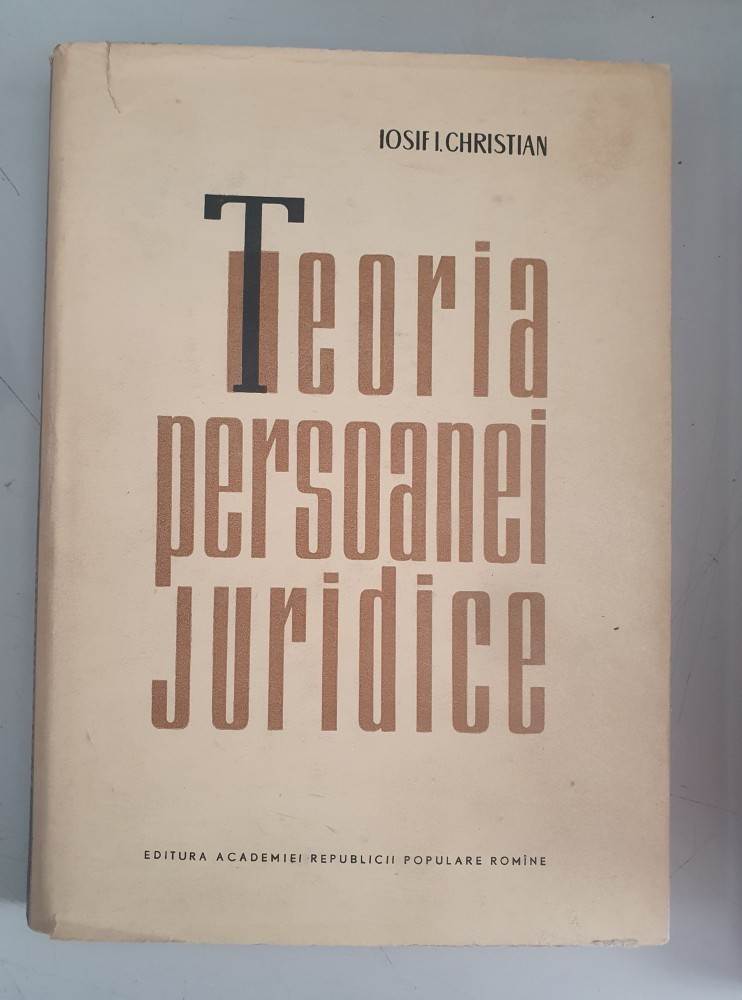 IOSIF I. CHRISTIAN
Teoria
persoanei
juridice
EDITURA ACADEMIEI REPUBLICII POPULARE ROMÎNE